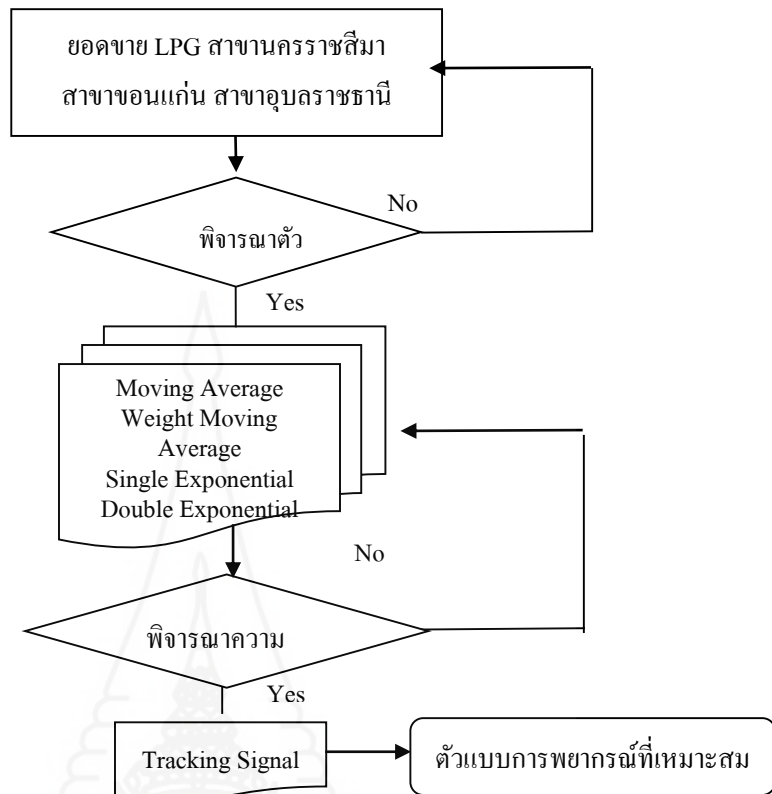 ยอดขาย LPG สาขานครราชสีมา
สาขาขอนแก่น สาขาอุบลราชธานี
No
พิจารณาตัว
Yes
Moving Average
Weight Moving
Average
Single Exponential
Double Exponential
No
พิจารณาความ
Yes
Tracking Signal
ตัวแบบการพยากรณ์ที่เหมาะสม